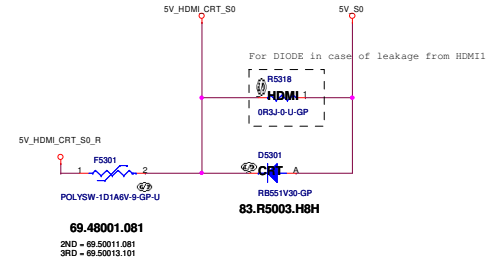 5V_HDMI_CRT_S0
5V_S0
For DIODE in case of leakage from HDMI1
R5318
HDMI
1
0R3J-0-U-GP
5V_HDMI_CRT_S0_R
F5301
1
2
POLYSW-1D1A6V-9-GP-U
D5301
CRT
A
RB551V30-GP
83.R5003.H8H
69.48001.081
2ND = 69.50011.081
3RD = 69.50013.101